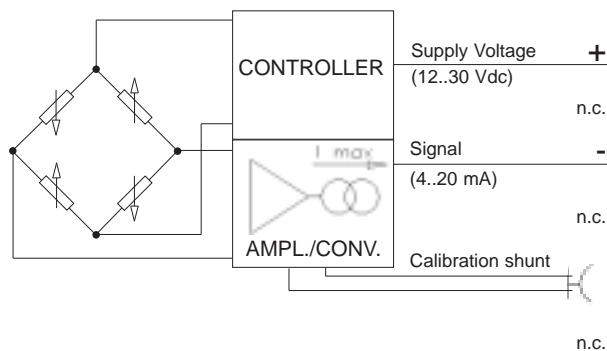 CONTROLLER
Supply Voltage +
(12..30 Vdc)
n.c.
I max
Signal -
(4..20 mA)
n.c.
AMPL./CONV.
Calibration shunt
n.c.